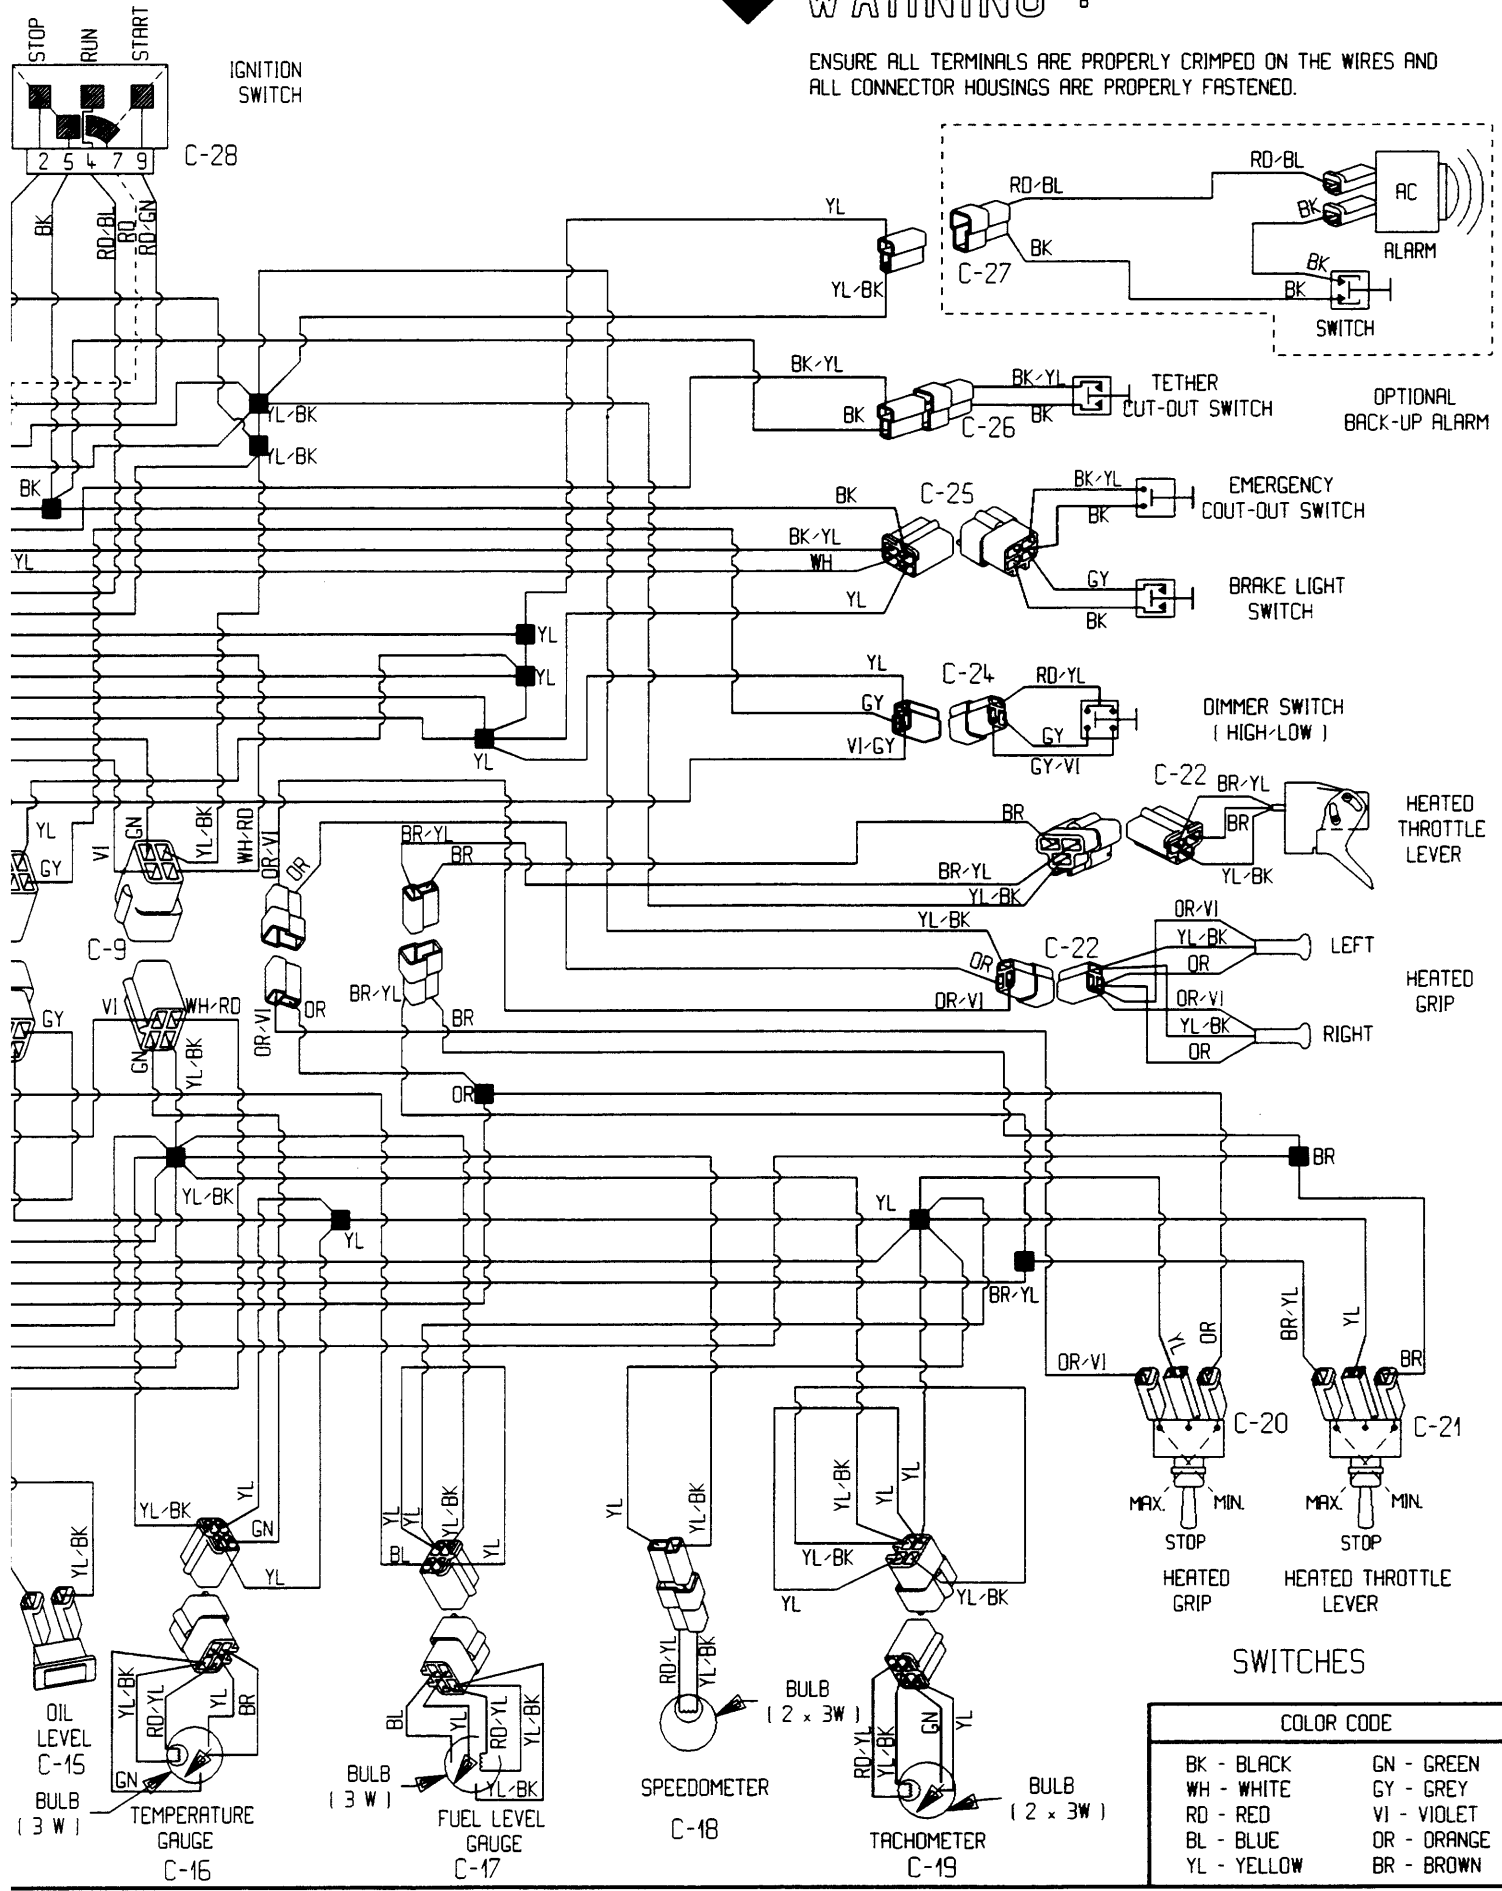 WARNING !
ENSURE ALL TERMINALS ARE PROPERLY CRIMPED ON THE WIRES AND
ALL CONNECTOR HOUSINGS ARE PROPERLY FASTENED.
STOP
RUN
START
IGNITION
SWITCH
2 5 4 7 9
C-28
BK
RD/BL
RD
RD/GN
YL
YL/BK
C-27
RD/BL
BK
RD/BL
BK
BK
BK
AC
ALARM
SWITCH
OPTIONAL
BACK-UP ALARM
YL/BK
YL/BK
BK
YL
BK/YL
BK
C-26
BK/YL
BK
TETHER
CUT-OUT SWITCH
BK
BK/YL
WH
YL
C-25
BK/YL
BK
EMERGENCY
COUT-OUT SWITCH
GY
BK
BRAKE LIGHT
SWITCH
YL
YL
YL
YL
GY
VI/GY
C-24
RD/YL
GY
GY/VI
DIMMER SWITCH
( HIGH/LOW )
YL
GY
VI
GN
YL/BK
WH/RD
OR/VI
OR
BR/YL
BR
C-9
BR
BR/YL
YL/BK
C-22
BR/YL
BR
YL/BK
HEATED
THROTTLE
LEVER
YL/BK
OR
OR/VI
C-22
OR/VI
YL/BK
OR
LEFT
OR/VI
YL/BK
OR
RIGHT
HEATED
GRIP
GY
VI
WH/RD
GN
YL/BK
OR/VI
OR
BR/YL
BR
OR
BR
YL/BK
YL
YL
BR/YL
OR/VI
YL
OR
C-20
MAX.
MIN.
STOP
HEATED
GRIP
BR/YL
YL
BR
C-21
MAX.
MIN.
STOP
HEATED THROTTLE
LEVER
SWITCHES
YL/BK
OIL
LEVEL
C-15
YL/BK
YL
GN
YL
YL/BK
RD/YL
YL
BR
GN
BULB
( 3 W )
TEMPERATURE
GAUGE
C-16
YL
YL
YL/BK
BL
YL
BL
YL
RD/YL
YL/BK
YL/BK
BULB
( 3 W )
FUEL LEVEL
GAUGE
C-17
YL
YL/BK
RD/YL
YL/BK
BULB
( 2 x 3W )
SPEEDOMETER
C-18
YL/BK
YL
YL
YL/BK
YL
YL/BK
RD/YL
YL/BK
GN
YL
BULB
( 2 x 3W )
TACHOMETER
C-19
COLOR CODE
BK - BLACK GN - GREEN
WH - WHITE GY - GREY
RD - RED VI - VIOLET
BL - BLUE OR - ORANGE
YL - YELLOW BR - BROWN